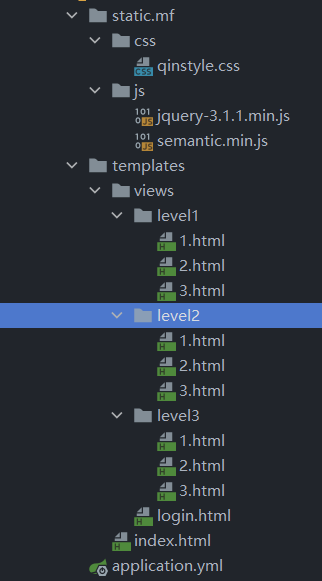 static.mf
css
qinstyle.css
js
jquery-3.1.1.min.js
semantic.min.js
templates
views
level1
1.html
2.html
3.html
level2
1.html
2.html
3.html
level3
1.html
2.html
3.html
login.html
index.html
application.yml